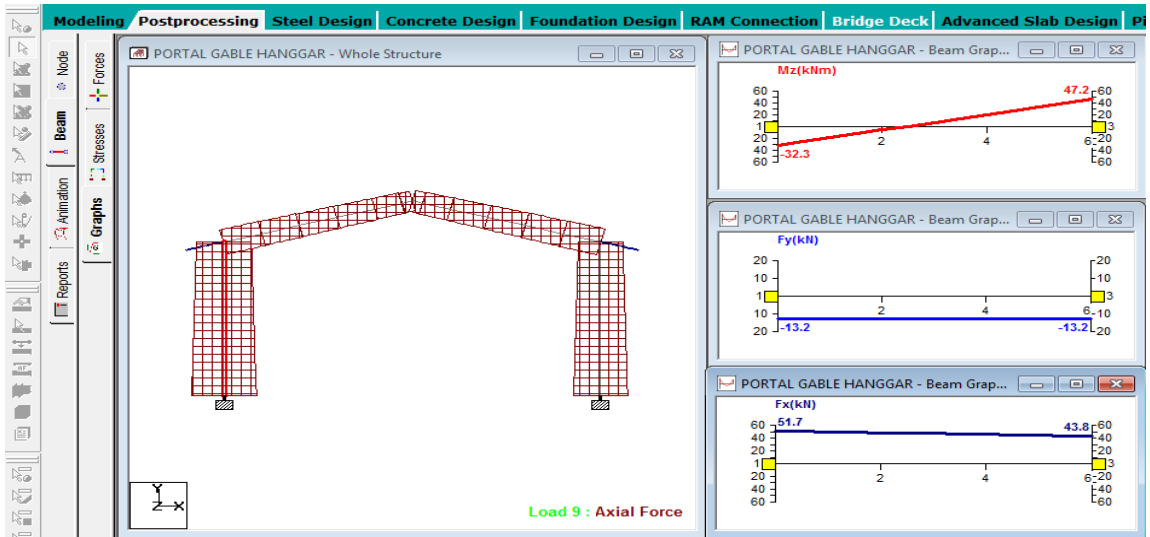 Modeling Postprocessing Steel Design Concrete Design Foundation Design RAM Connection Bridge Deck Advanced Slab Design Pi
Node
Beam
Animation
Reports
Forces
Stresses
Graphs
PORTAL GABLE HANGGAR - Whole Structure
Y
Z X
Load 9 : Axial Force
PORTAL GABLE HANGGAR - Beam Grap...
Mz(kNm)
60 47.2 60
40 40
20 20
1 3
20 2 4 6 20
40 -32.3 40
60 60
PORTAL GABLE HANGGAR - Beam Grap...
Fy(kN)
20 20
10 10
1 3
10 2 4 6 10
20 -13.2 -13.2 20
PORTAL GABLE HANGGAR - Beam Grap...
Fx(kN)
60 51.7 43.8 60
40 40
20 20
1 3
20 2 4 6 20
40 40
60 60